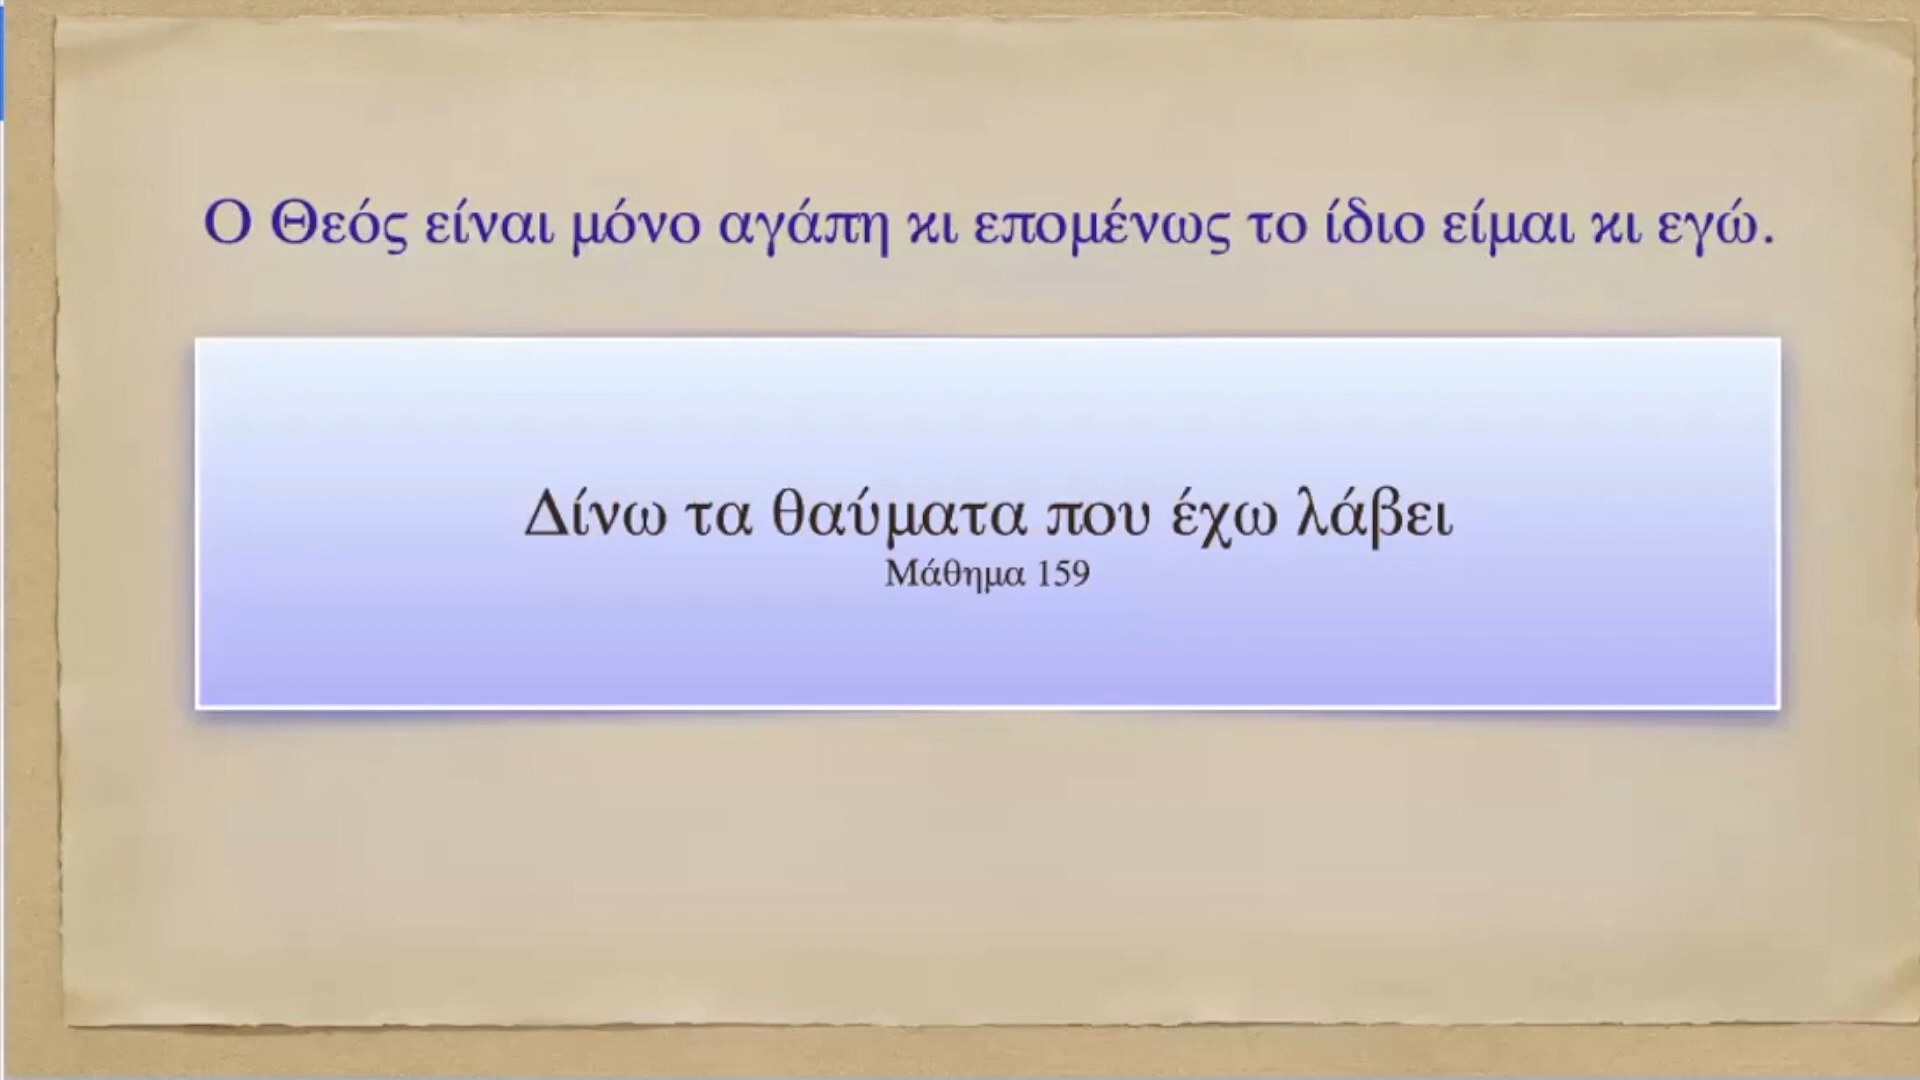 Ο Θεός είναι μόνο αγάπη κι επομένως το ίδιο είμαι κι εγώ.
Δίνω τα θαύματα που έχω λάβει
Μάθημα 159